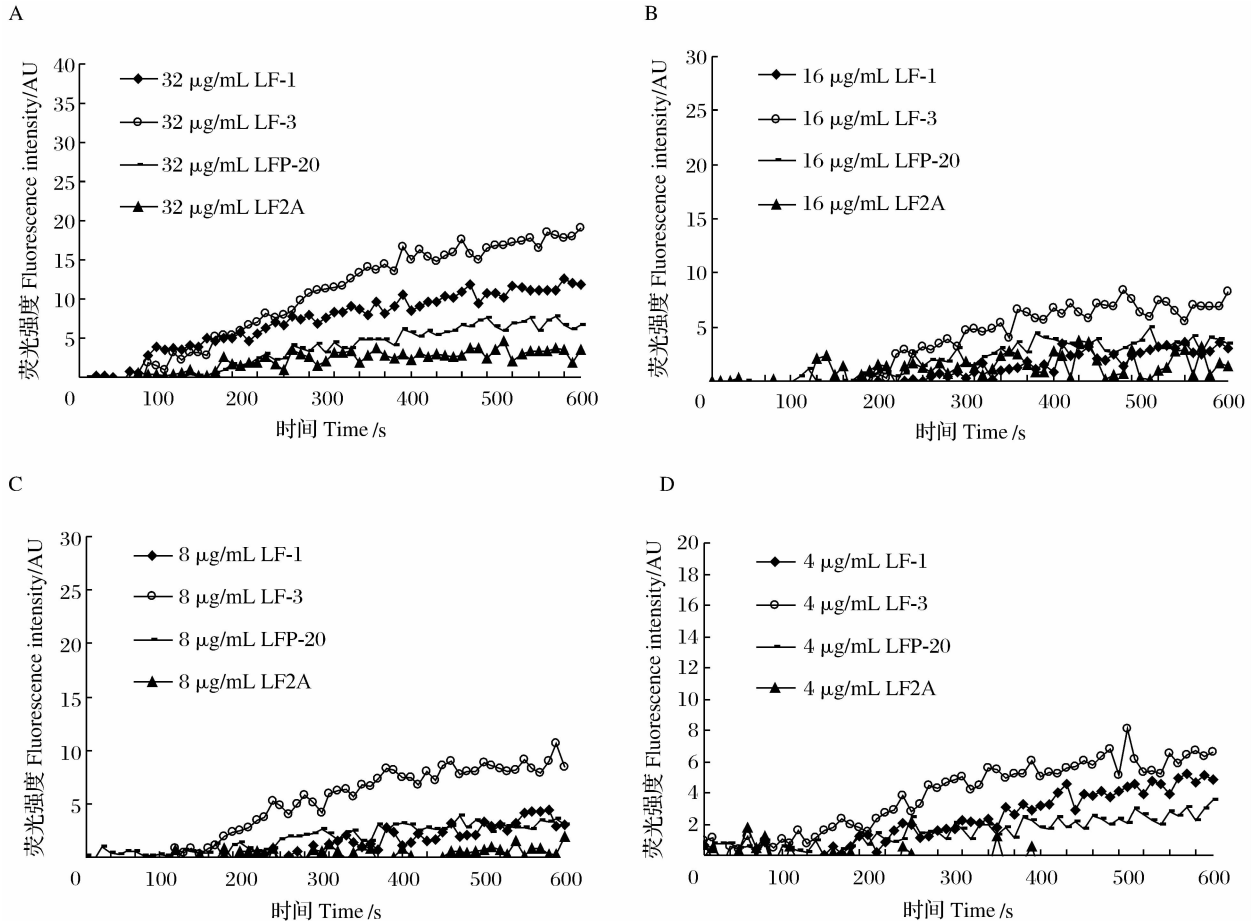 A
荧光强度 Fluorescence intensity/AU
40
35
30
25
20
15
10
5
32 μg/mL LF-1
32 μg/mL LF-3
32 μg/mL LFP-20
32 μg/mL LF2A
0 100 200 300 400 500 600
时间 Time /s
B
荧光强度 Fluorescence intensity/AU
30
25
20
15
10
5
16 μg/mL LF-1
16 μg/mL LF-3
16 μg/mL LFP-20
16 μg/mL LF2A
0 100 200 300 400 500 600
时间 Time /s
C
荧光强度 Fluorescence intensity/AU
30
25
20
15
10
5
8 μg/mL LF-1
8 μg/mL LF-3
8 μg/mL LFP-20
8 μg/mL LF2A
0 100 200 300 400 500 600
时间 Time /s
D
荧光强度 Fluorescence intensity/AU
20
18
16
14
12
10
8
6
4
2
4 μg/mL LF-1
4 μg/mL LF-3
4 μg/mL LFP-20
4 μg/mL LF2A
0 100 200 300 400 500 600
时间 Time /s